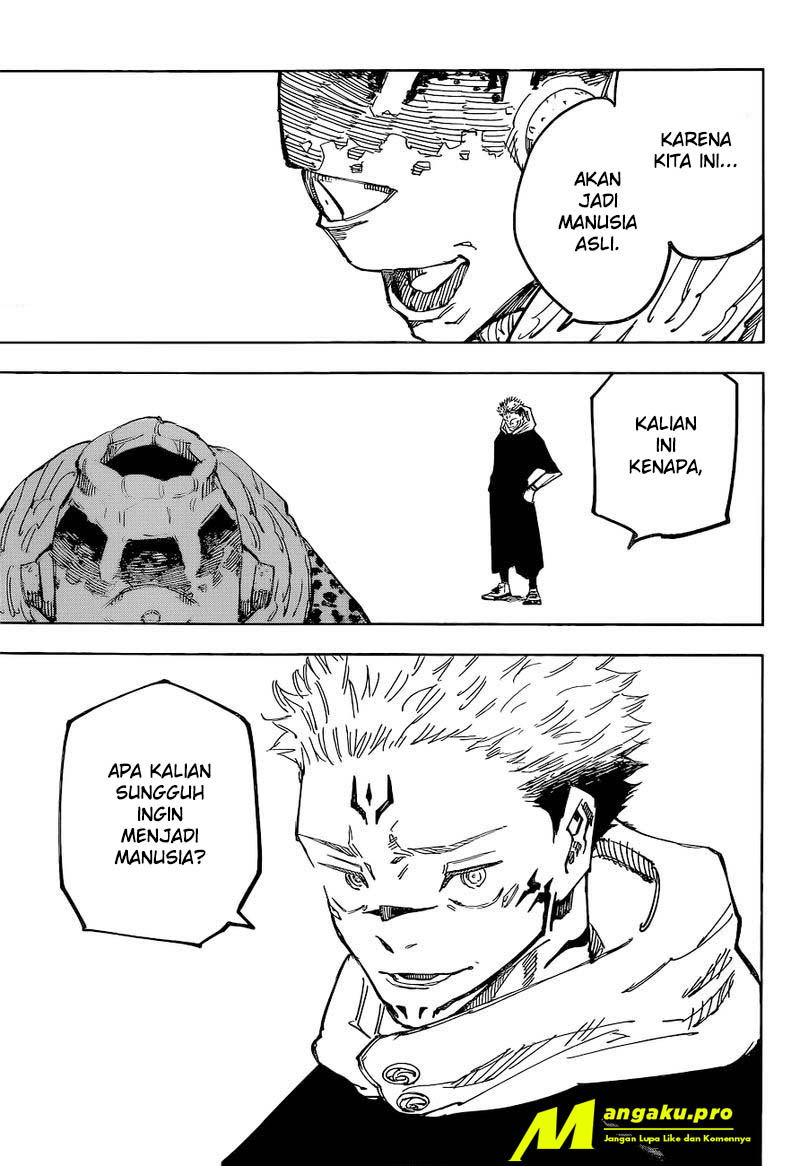 KARENA
KITA INI...
AKAN
JADI
MANUSIA
ASLI.
KALIAN
INI
KENAPA,
APA KALIAN
SUNGGUH
INGIN
MENJADI
MANUSIA?
Mangaku.pro
Jangan Lupa Like dan Komennya